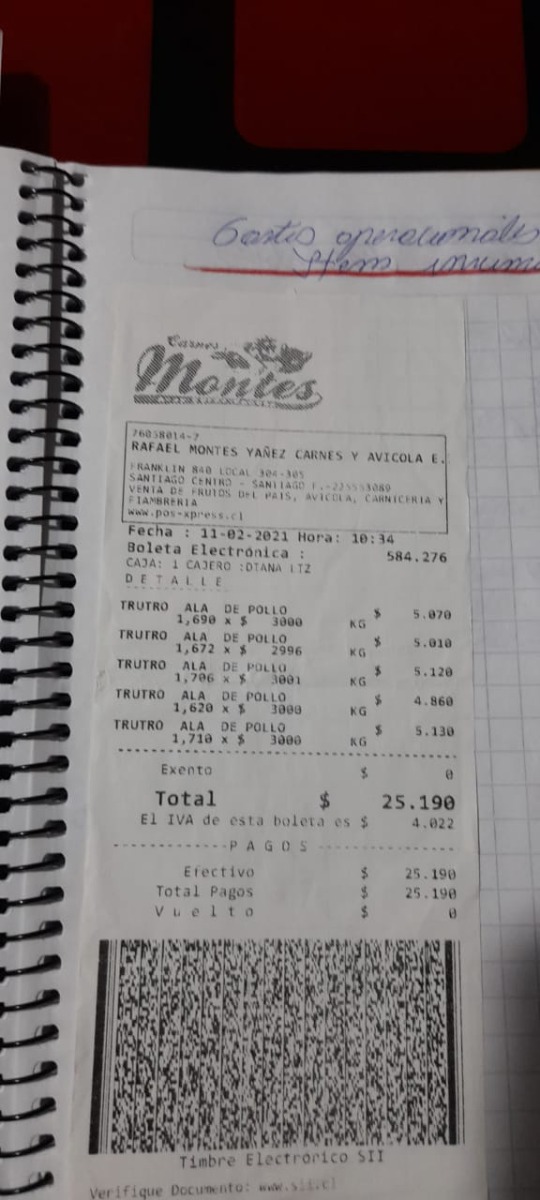 Gastos operacionales
Item
Carnes
Montes
76058014-7
RAFAEL MONTES YAÑEZ CARNES Y AVICOLA E.
FRANKLIN 840 LOCAL 304-305
SANTIAGO CENTRO - SANTIAGO F.-225553089
VENTA DE FRUTOS DEL PAIS, AVICOLA, CARNICERIA Y
FIAMBRERIA
www.pos-xpress.cl
Fecha : 11-02-2021 Hora: 10:34
Boleta Electrónica : 584.276
CAJA: 1 CAJERO :DIANA LTZ
D E T A L L E
TRUTRO ALA DE POLLO $ 5.070
1,690 x $ 3000 KG
TRUTRO ALA DE POLLO $ 5.010
1,672 x $ 2996 KG
TRUTRO ALA DE POLLO $ 5.120
1,706 x $ 3001 KG
TRUTRO ALA DE POLLO $ 4.860
1,620 x $ 3000 KG
TRUTRO ALA DE POLLO $ 5.130
1,710 x $ 3000 KG
Exento $ 0
Total $ 25.190
El IVA de esta boleta es $ 4.022
P A G O S
Efectivo $ 25.190
Total Pagos $ 25.190
V u e l t o $ 0
Timbre Electrónico SII
Verifique Documento: www.sii.cl